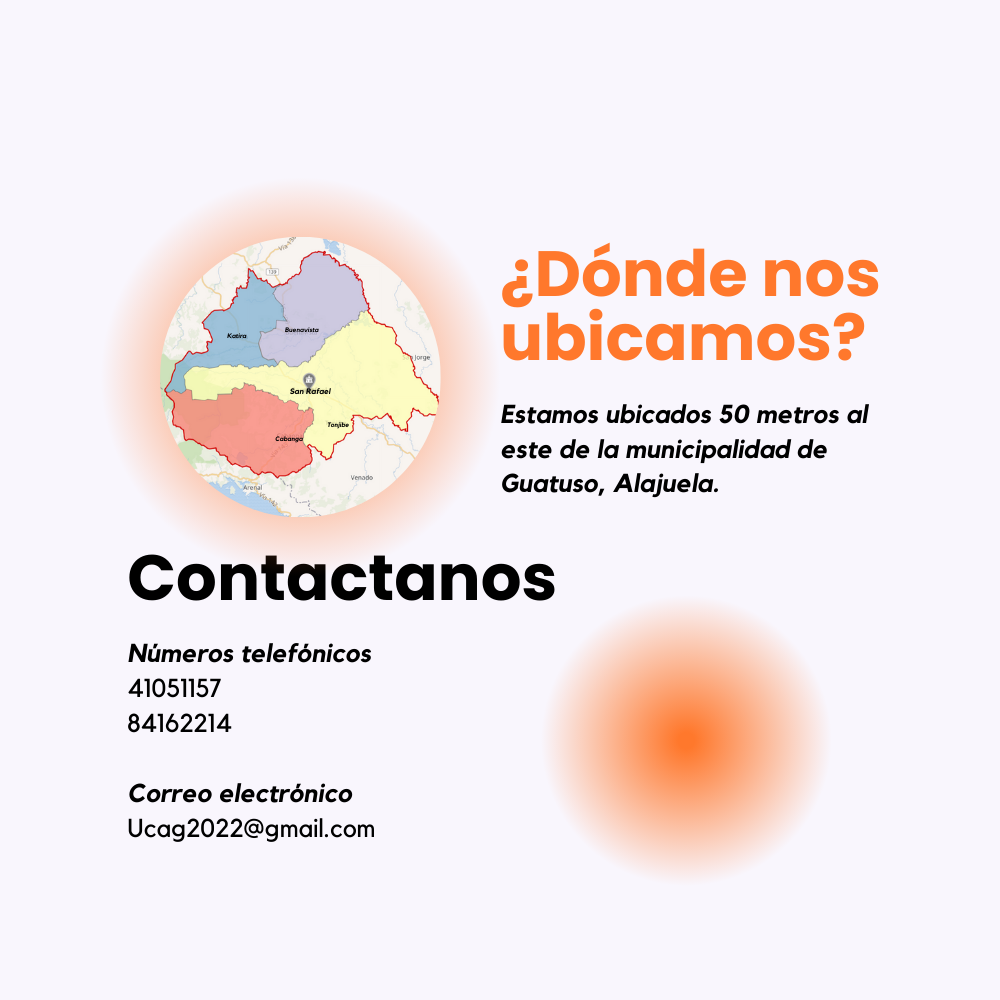 ¿Dónde nos
ubicamos?
Estamos ubicados 50 metros al
este de la municipalidad de
Guatuso, Alajuela.
139
Katira
Buenavista
Jorge
San Rafael
Tonjibe
Cabanga
Venado
Arenal
Contactanos
Números telefónicos
41051157
84162214
Correo electrónico
Ucag2022@gmail.com